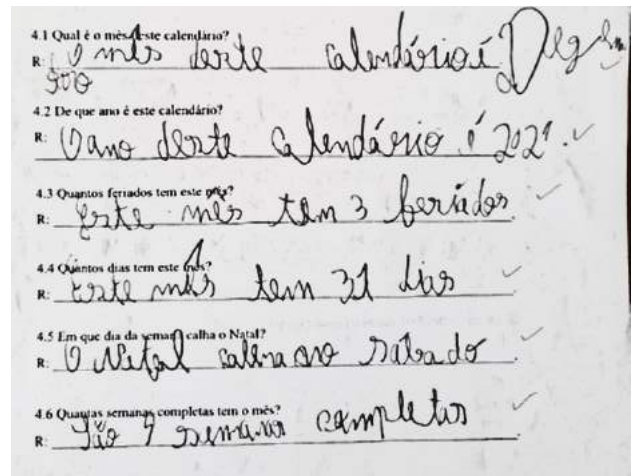 4.1 Qual é o mês deste calendário?
R: O mês deste calendário é
4.2 De que ano é este calendário?
R: O ano deste calendário é 2021.
4.3 Quantos feriados tem este mês?
R: Este mês tem 3 feriados.
4.4 Quantos dias tem este mês?
R: Este mês tem 31 dias
4.5 Em que dia da semana calha o Natal?
R: O Natal calha ao sabado
4.6 Quantas semanas completas tem o mês?
R: São semanas completas